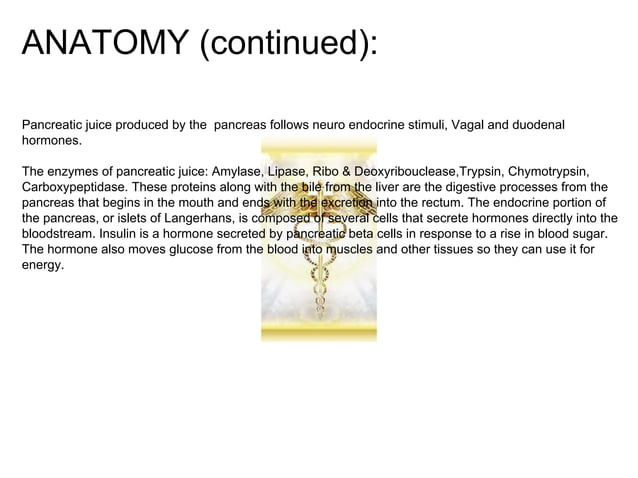 ANATOMY (continued):
Pancreatic juice produced by the  pancreas follows neuro endocrine stimuli, Vagal and duodenal
hormones.
The enzymes of pancreatic juice: Amylase, Lipase, Ribo & Deoxyribouclease,Trypsin, Chymotrypsin,
Carboxypeptidase. These proteins along with the bile from the liver are the digestive processes from the
pancreas that begins in the mouth and ends with the excretion into the rectum. The endocrine portion of
the pancreas, or islets of Langerhans, is composed of several cells that secrete hormones directly into the
bloodstream. Insulin is a hormone secreted by pancreatic beta cells in response to a rise in blood sugar.
The hormone also moves glucose from the blood into muscles and other tissues so they can use it for
energy.